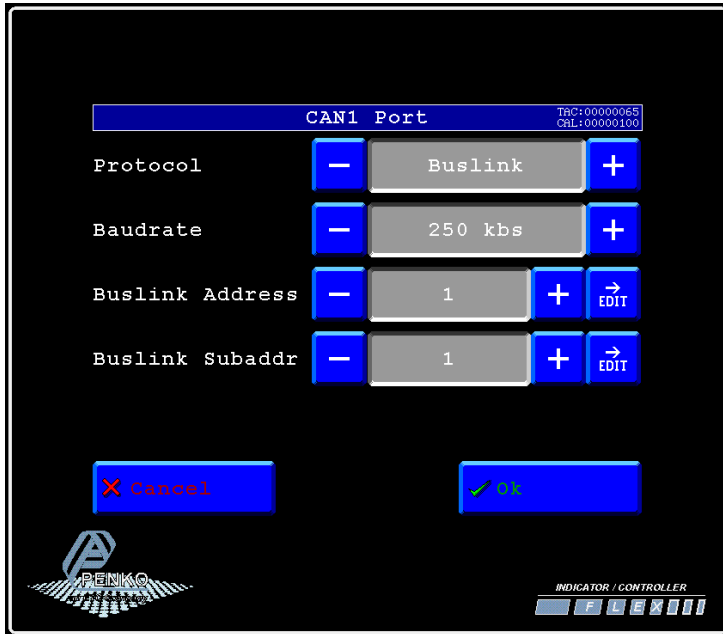 CAN1 Port
TAC:00000065
CAL:00000100
Protocol − Buslink +
Baudrate − 250 kbs +
Buslink Address − 1 + → EDIT
Buslink Subaddr − 1 + → EDIT
Cancel
Ok
PENKO
INDICATOR / CONTROLLER
FLEX